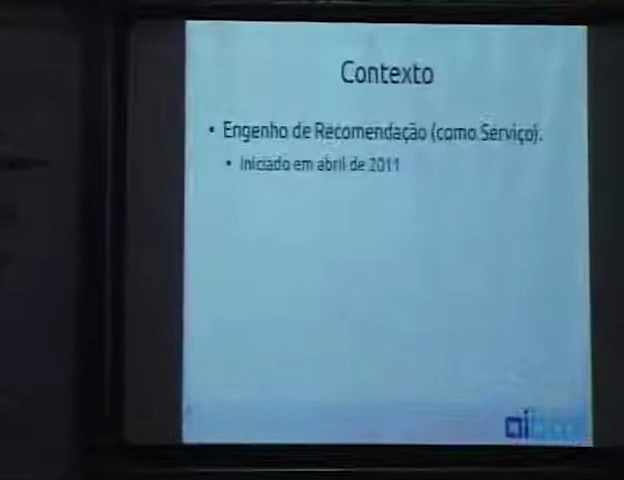 Contexto
• Engenho de Recomendação (como Serviço).
• Iniciado em abril de 2011